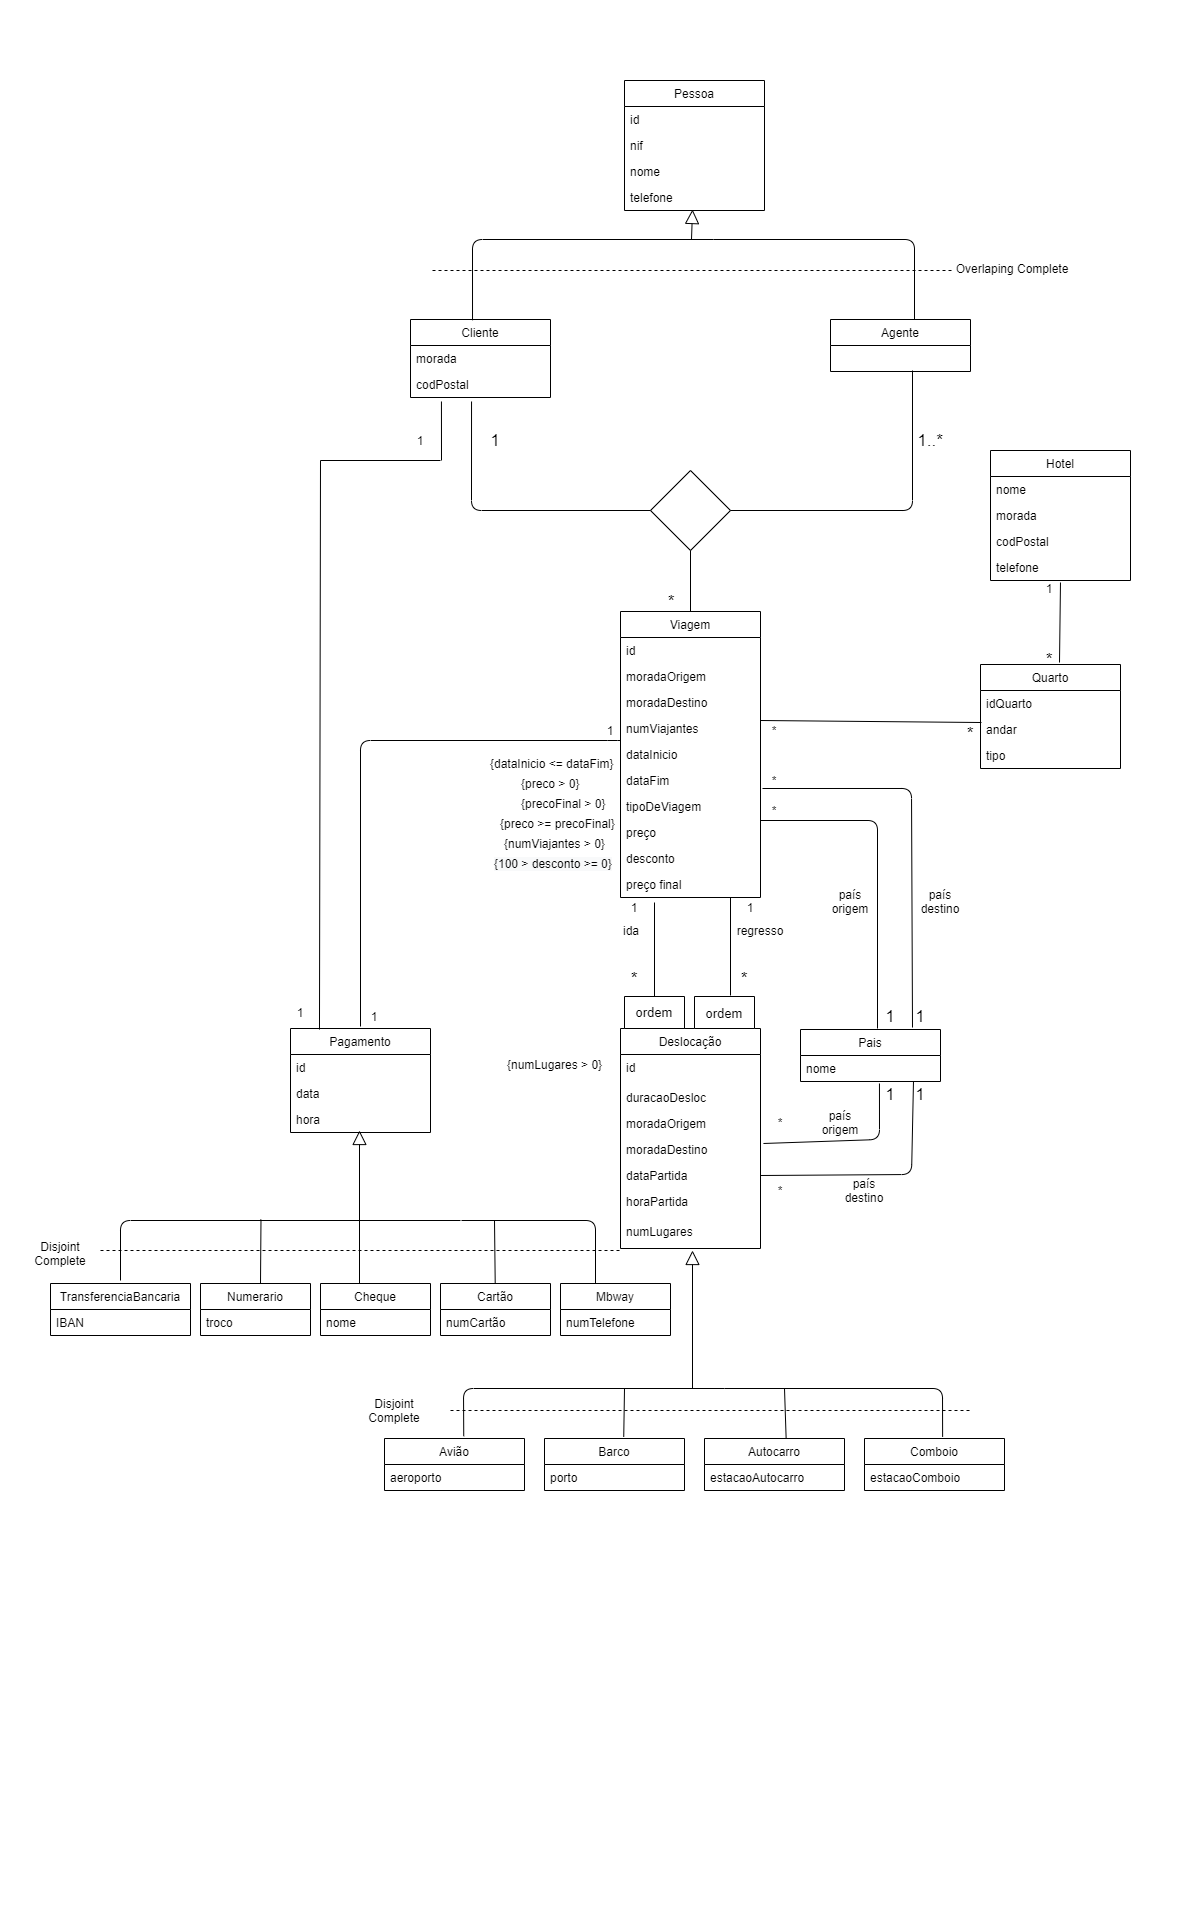 Pessoa
id
nif
nome
telefone
Overlaping Complete
Cliente
morada
codPostal
Agente
1
1
1..*
Hotel
nome
morada
codPostal
telefone
1
*
Quarto
idQuarto
andar
tipo
*
Viagem
id
moradaOrigem
moradaDestino
numViajantes
dataInicio
dataFim
tipoDeViagem
preço
desconto
preço final
1
*
*
*
*
{dataInicio <= dataFim}
{preco > 0}
{precoFinal > 0}
{preco >= precoFinal}
{numViajantes > 0}
{100 > desconto >= 0}
país
origem
país
destino
1
1
ida
regresso
*
*
ordem
ordem
1
1
1
1
Pagamento
id
data
hora
{numLugares > 0}
Deslocação
id
duracaoDesloc
moradaOrigem
moradaDestino
dataPartida
horaPartida
numLugares
Pais
nome
1
1
*
país
origem
*
país
destino
Disjoint
Complete
TransferenciaBancaria
IBAN
Numerario
troco
Cheque
nome
Cartão
numCartão
Mbway
numTelefone
Disjoint
Complete
Avião
aeroporto
Barco
porto
Autocarro
estacaoAutocarro
Comboio
estacaoComboio